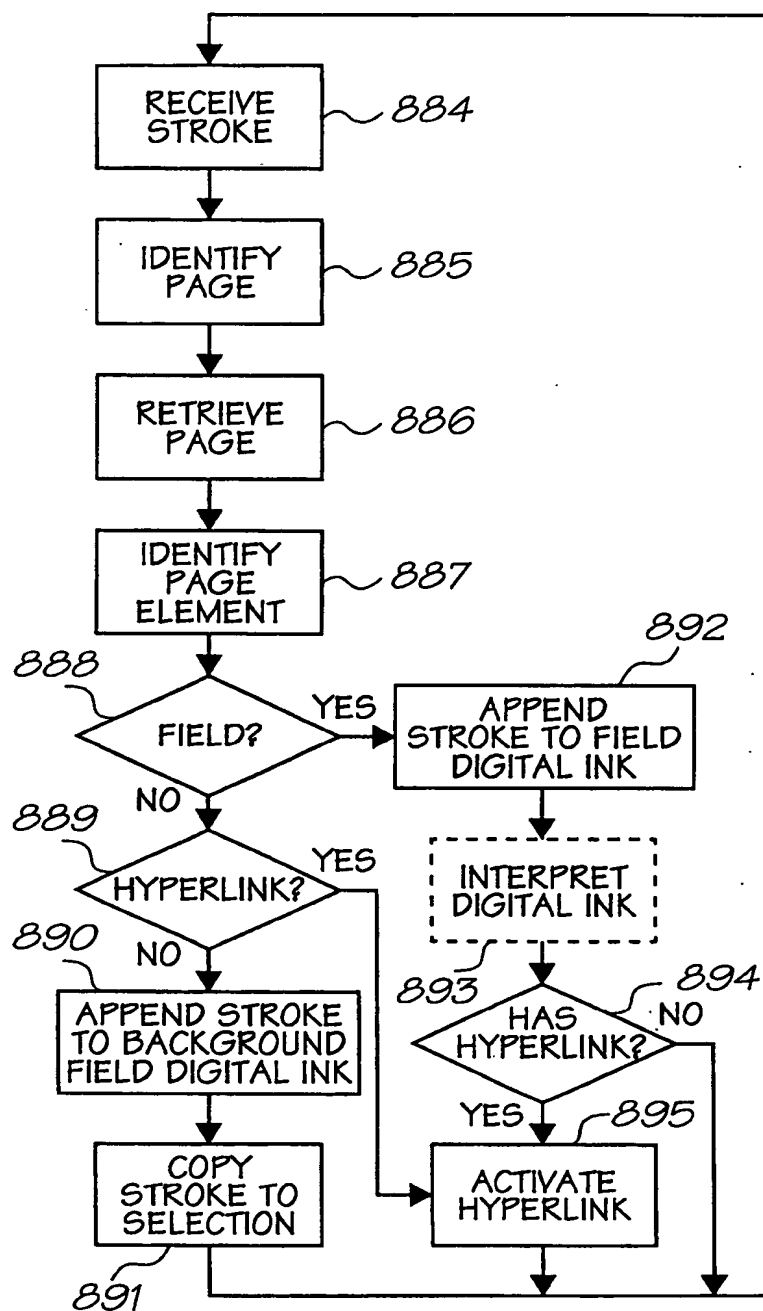 RECEIVE
STROKE
884
IDENTIFY
PAGE
885
RETRIEVE
PAGE
886
IDENTIFY
PAGE
ELEMENT
887
888
FIELD?
YES
NO
892
APPEND
STROKE TO FIELD
DIGITAL INK
889
HYPERLINK?
YES
NO
INTERPRET
DIGITAL INK
893
890
APPEND STROKE
TO BACKGROUND
FIELD DIGITAL INK
894
HAS
HYPERLINK?
NO
YES
895
COPY
STROKE TO
SELECTION
891
ACTIVATE
HYPERLINK